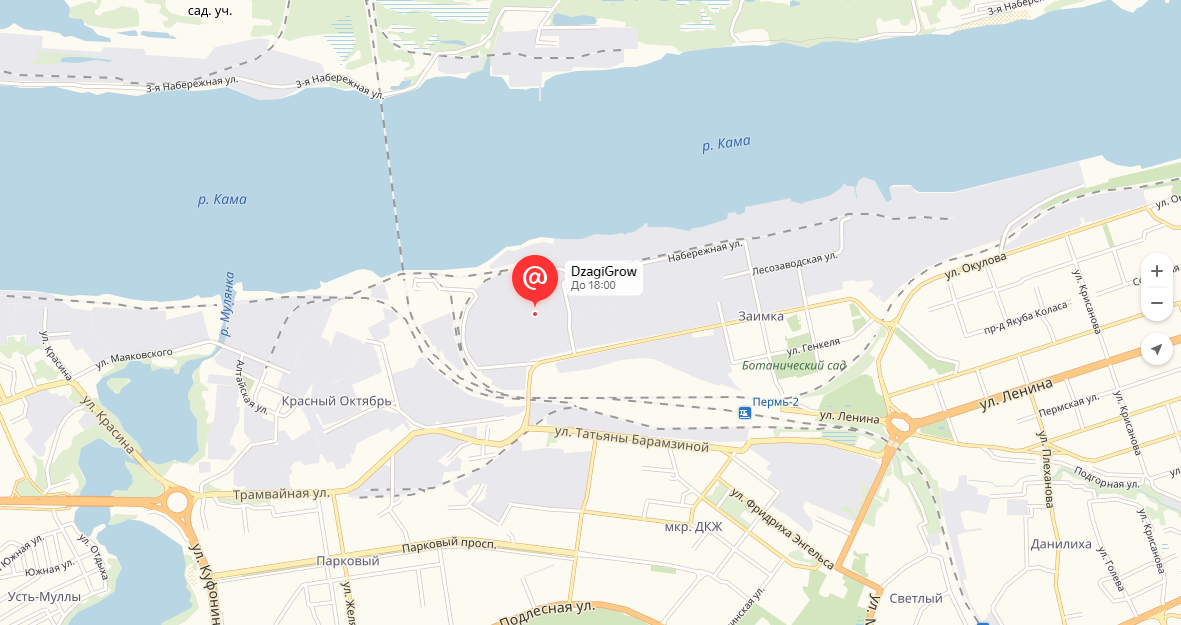 сад. уч.
3-я Набережная ул.
3-я Набережная ул.
р. Кама
р. Кама
р. Мулянка
@
DzagiGrow
До 18:00
Набережная ул.
Лесозаводская ул.
ул. Окулова
ул. Крисанова
пр-д Якуба Коласа
+
−
Заимка
ул. Генкеля
Ботанический сад
ул. Красина
ул. Маяковского
Алтайская ул.
ул. Красина
Красный Октябрь
Пермь-2
ул. Ленина
ул. Ленина
Пермская ул.
ул. Крисанова
ул. Плеханова
ул. Татьяны Барамзиной
Подгорная ул.
Трамвайная ул.
ул. Фридриха Энгельса
мкр. ДКЖ
ул. Крисанова
Данилиха
ул. Голева
Парковый просп.
Парковый
Южная ул.
Южная ул.
ул. Отдыха
Усть-Муллы
Светлый
Подлесная ул.